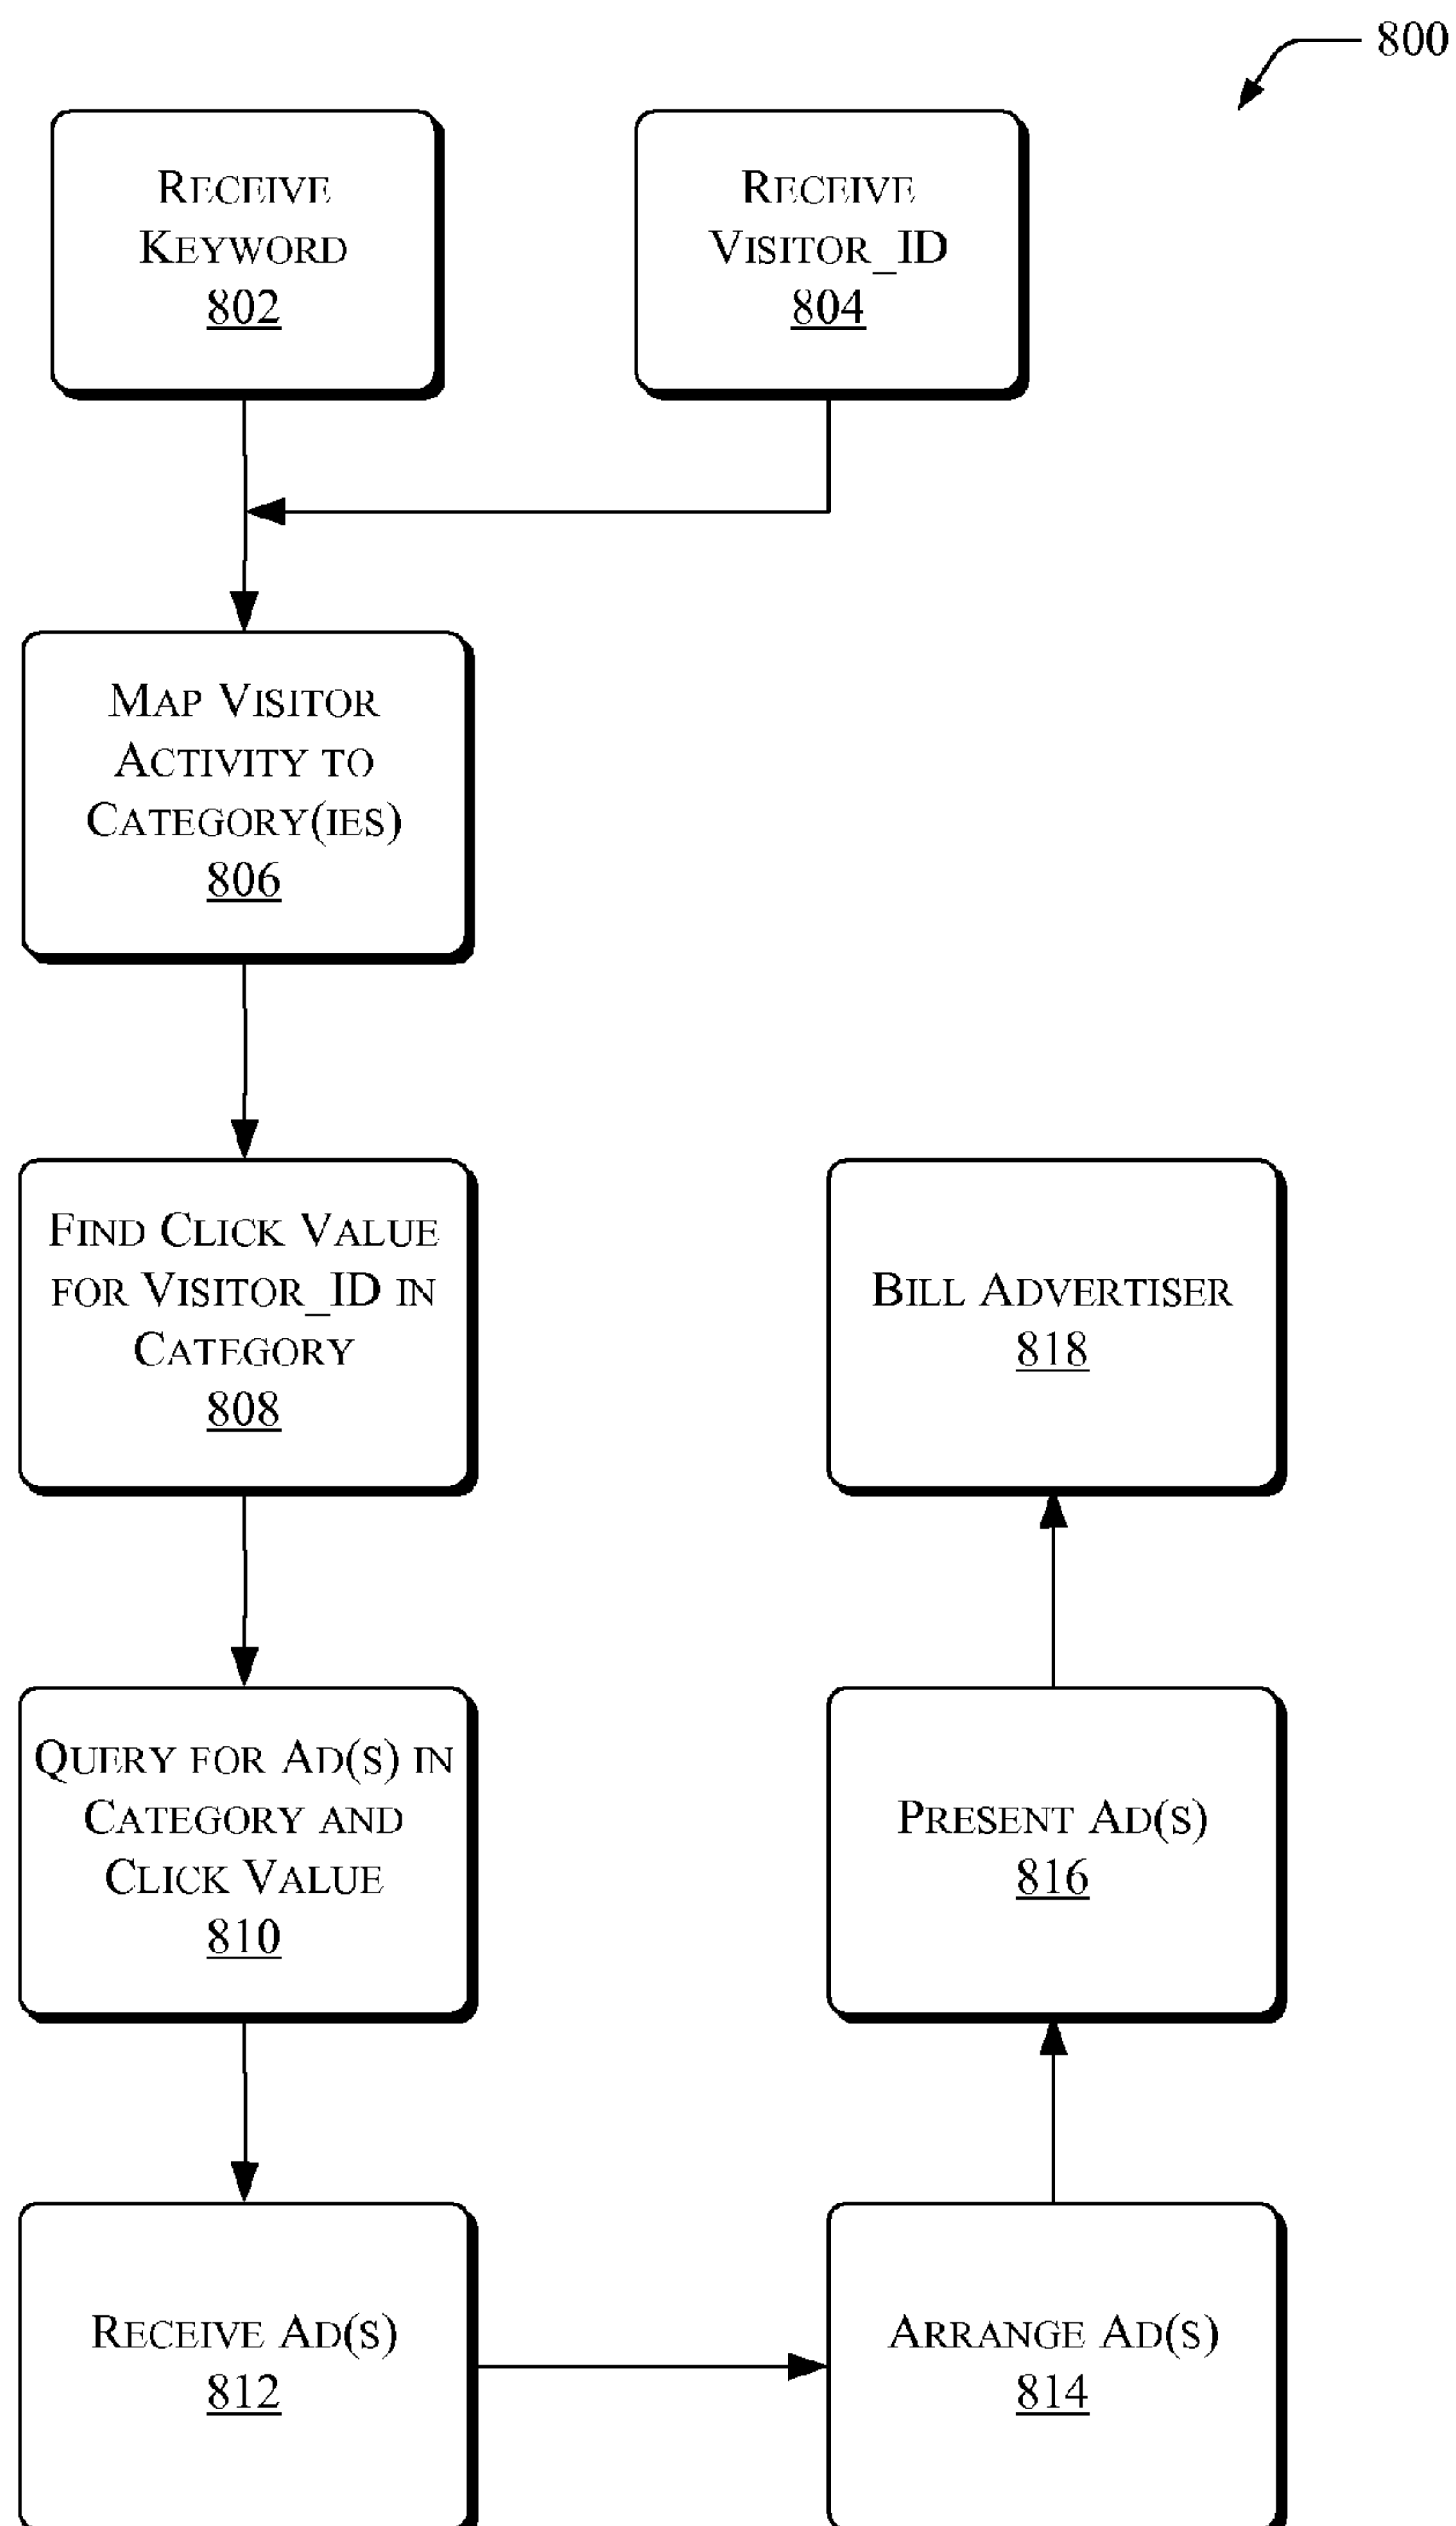 800
RECEIVE
KEYWORD
802
RECEIVE
VISITOR_ID
804
MAP VISITOR
ACTIVITY TO
CATEGORY(IES)
806
FIND CLICK VALUE
FOR VISITOR_ID IN
CATEGORY
808
QUERY FOR AD(S) IN
CATEGORY AND
CLICK VALUE
810
RECEIVE AD(S)
812
ARRANGE AD(S)
814
PRESENT AD(S)
816
BILL ADVERTISER
818